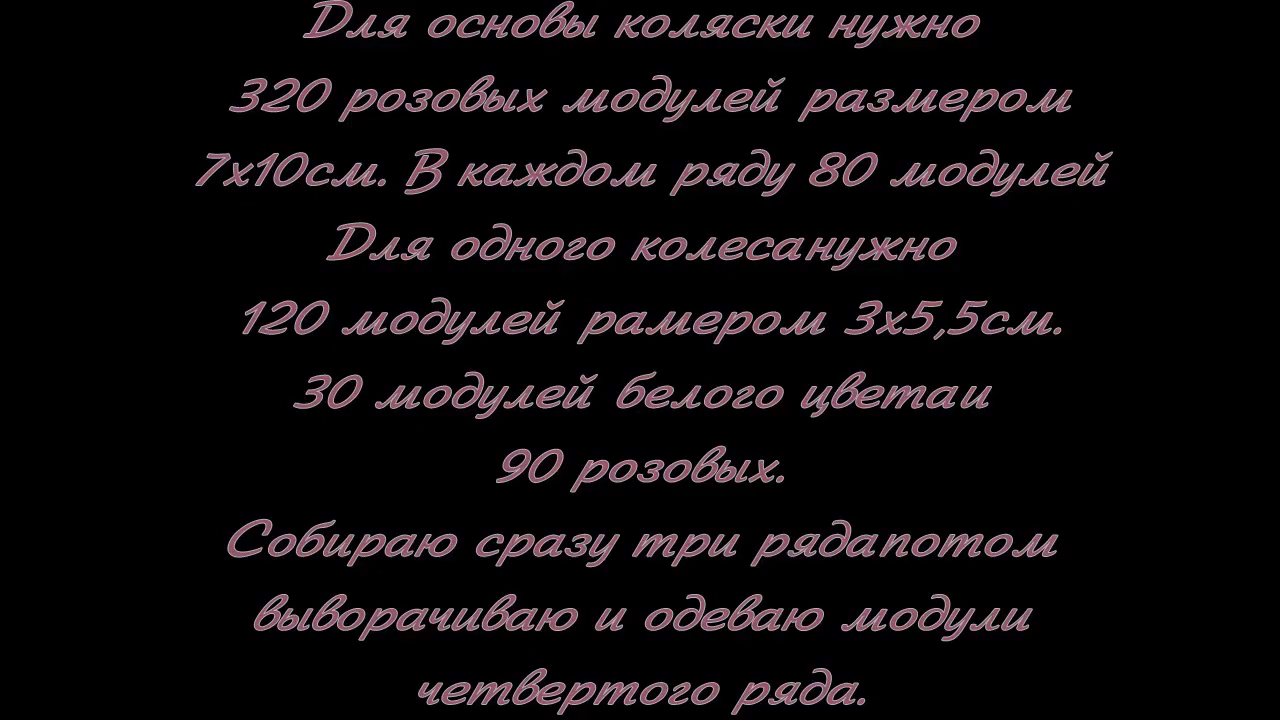 Для основы коляски нужно
320 розовых модулей размером
7х10см. В каждом ряду 80 модулей
Для одного колесанужно
120 модулей рамером 3х5,5см.
30 модулей белого цветаи
90 розовых.
Собираю сразу три рядапотом
выворачиваю и одеваю модули
четвертого ряда.